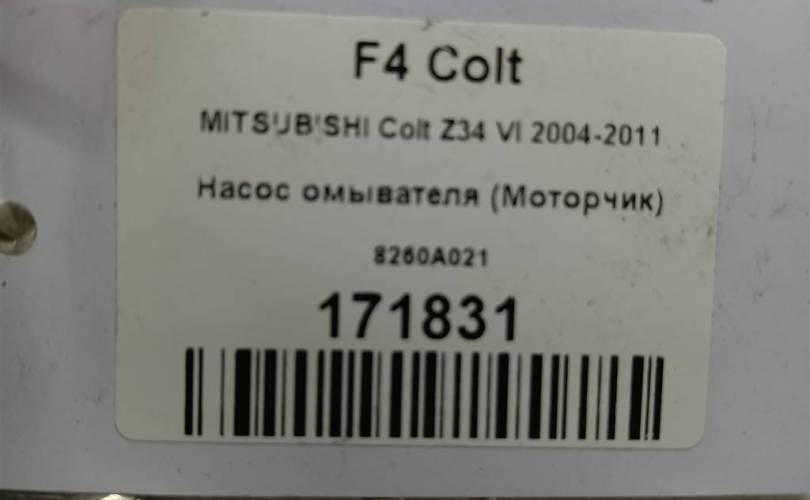 F4 Colt
MITSUBISHI Colt Z34 VI 2004-2011
Насос омывателя (Моторчик)
8260A021
171831